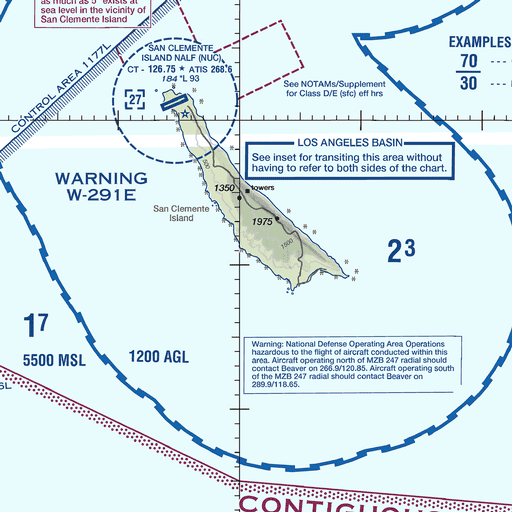 as much as 5° exists at
sea level in the vicinity of
San Clemente Island
CONTROL AREA 1177L
SAN CLEMENTE
ISLAND NALF (NUC)
CT - 126.75 * ATIS 268.6
184 *L 93
27
EXAMPLES
70
30
See NOTAMs/Supplement
for Class D/E (sfc) eff hrs
LOS ANGELES BASIN
See inset for transiting this area without
having to refer to both sides of the chart.
WARNING
W-291E
500
1350
towers
San Clemente
Island
1975
1500
2³
1⁷
5500 MSL
1200 AGL
Warning: National Defense Operating Area Operations
hazardous to the flight of aircraft conducted within this
area. Aircraft operating north of MZB 247 radial should
contact Beaver on 266.9/120.85. Aircraft operating south
of the MZB 247 radial should contact Beaver on
289.9/118.65.
5L
CONTIGUOUS